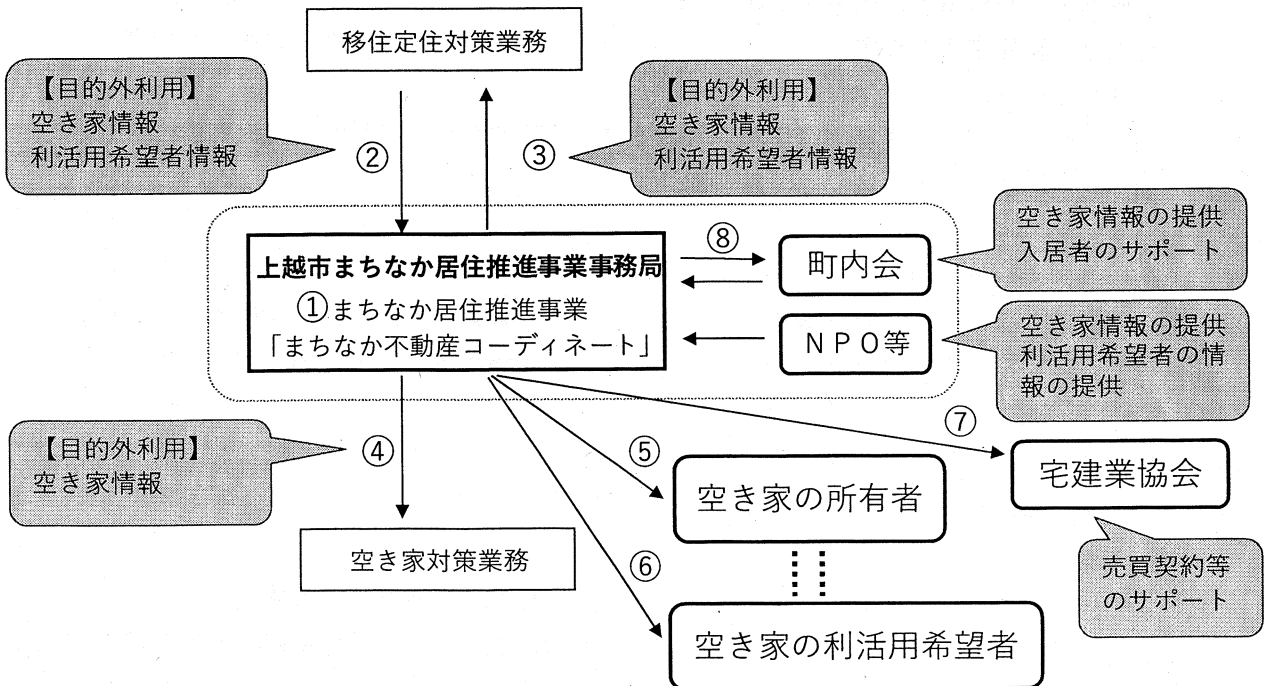 移住定住対策業務
【目的外利用】
空き家情報
利活用希望者情報
②
③
【目的外利用】
空き家情報
利活用希望者情報
上越市まちなか居住推進事業事務局
①まちなか居住推進事業
「まちなか不動産コーディネート」
⑧
町内会
空き家情報の提供
入居者のサポート
NPO等
空き家情報の提供
利活用希望者の情
報の提供
【目的外利用】
空き家情報
④
⑤
⑦
空き家の所有者
宅建業協会
空き家対策業務
⑥
売買契約等
のサポート
空き家の利活用希望者